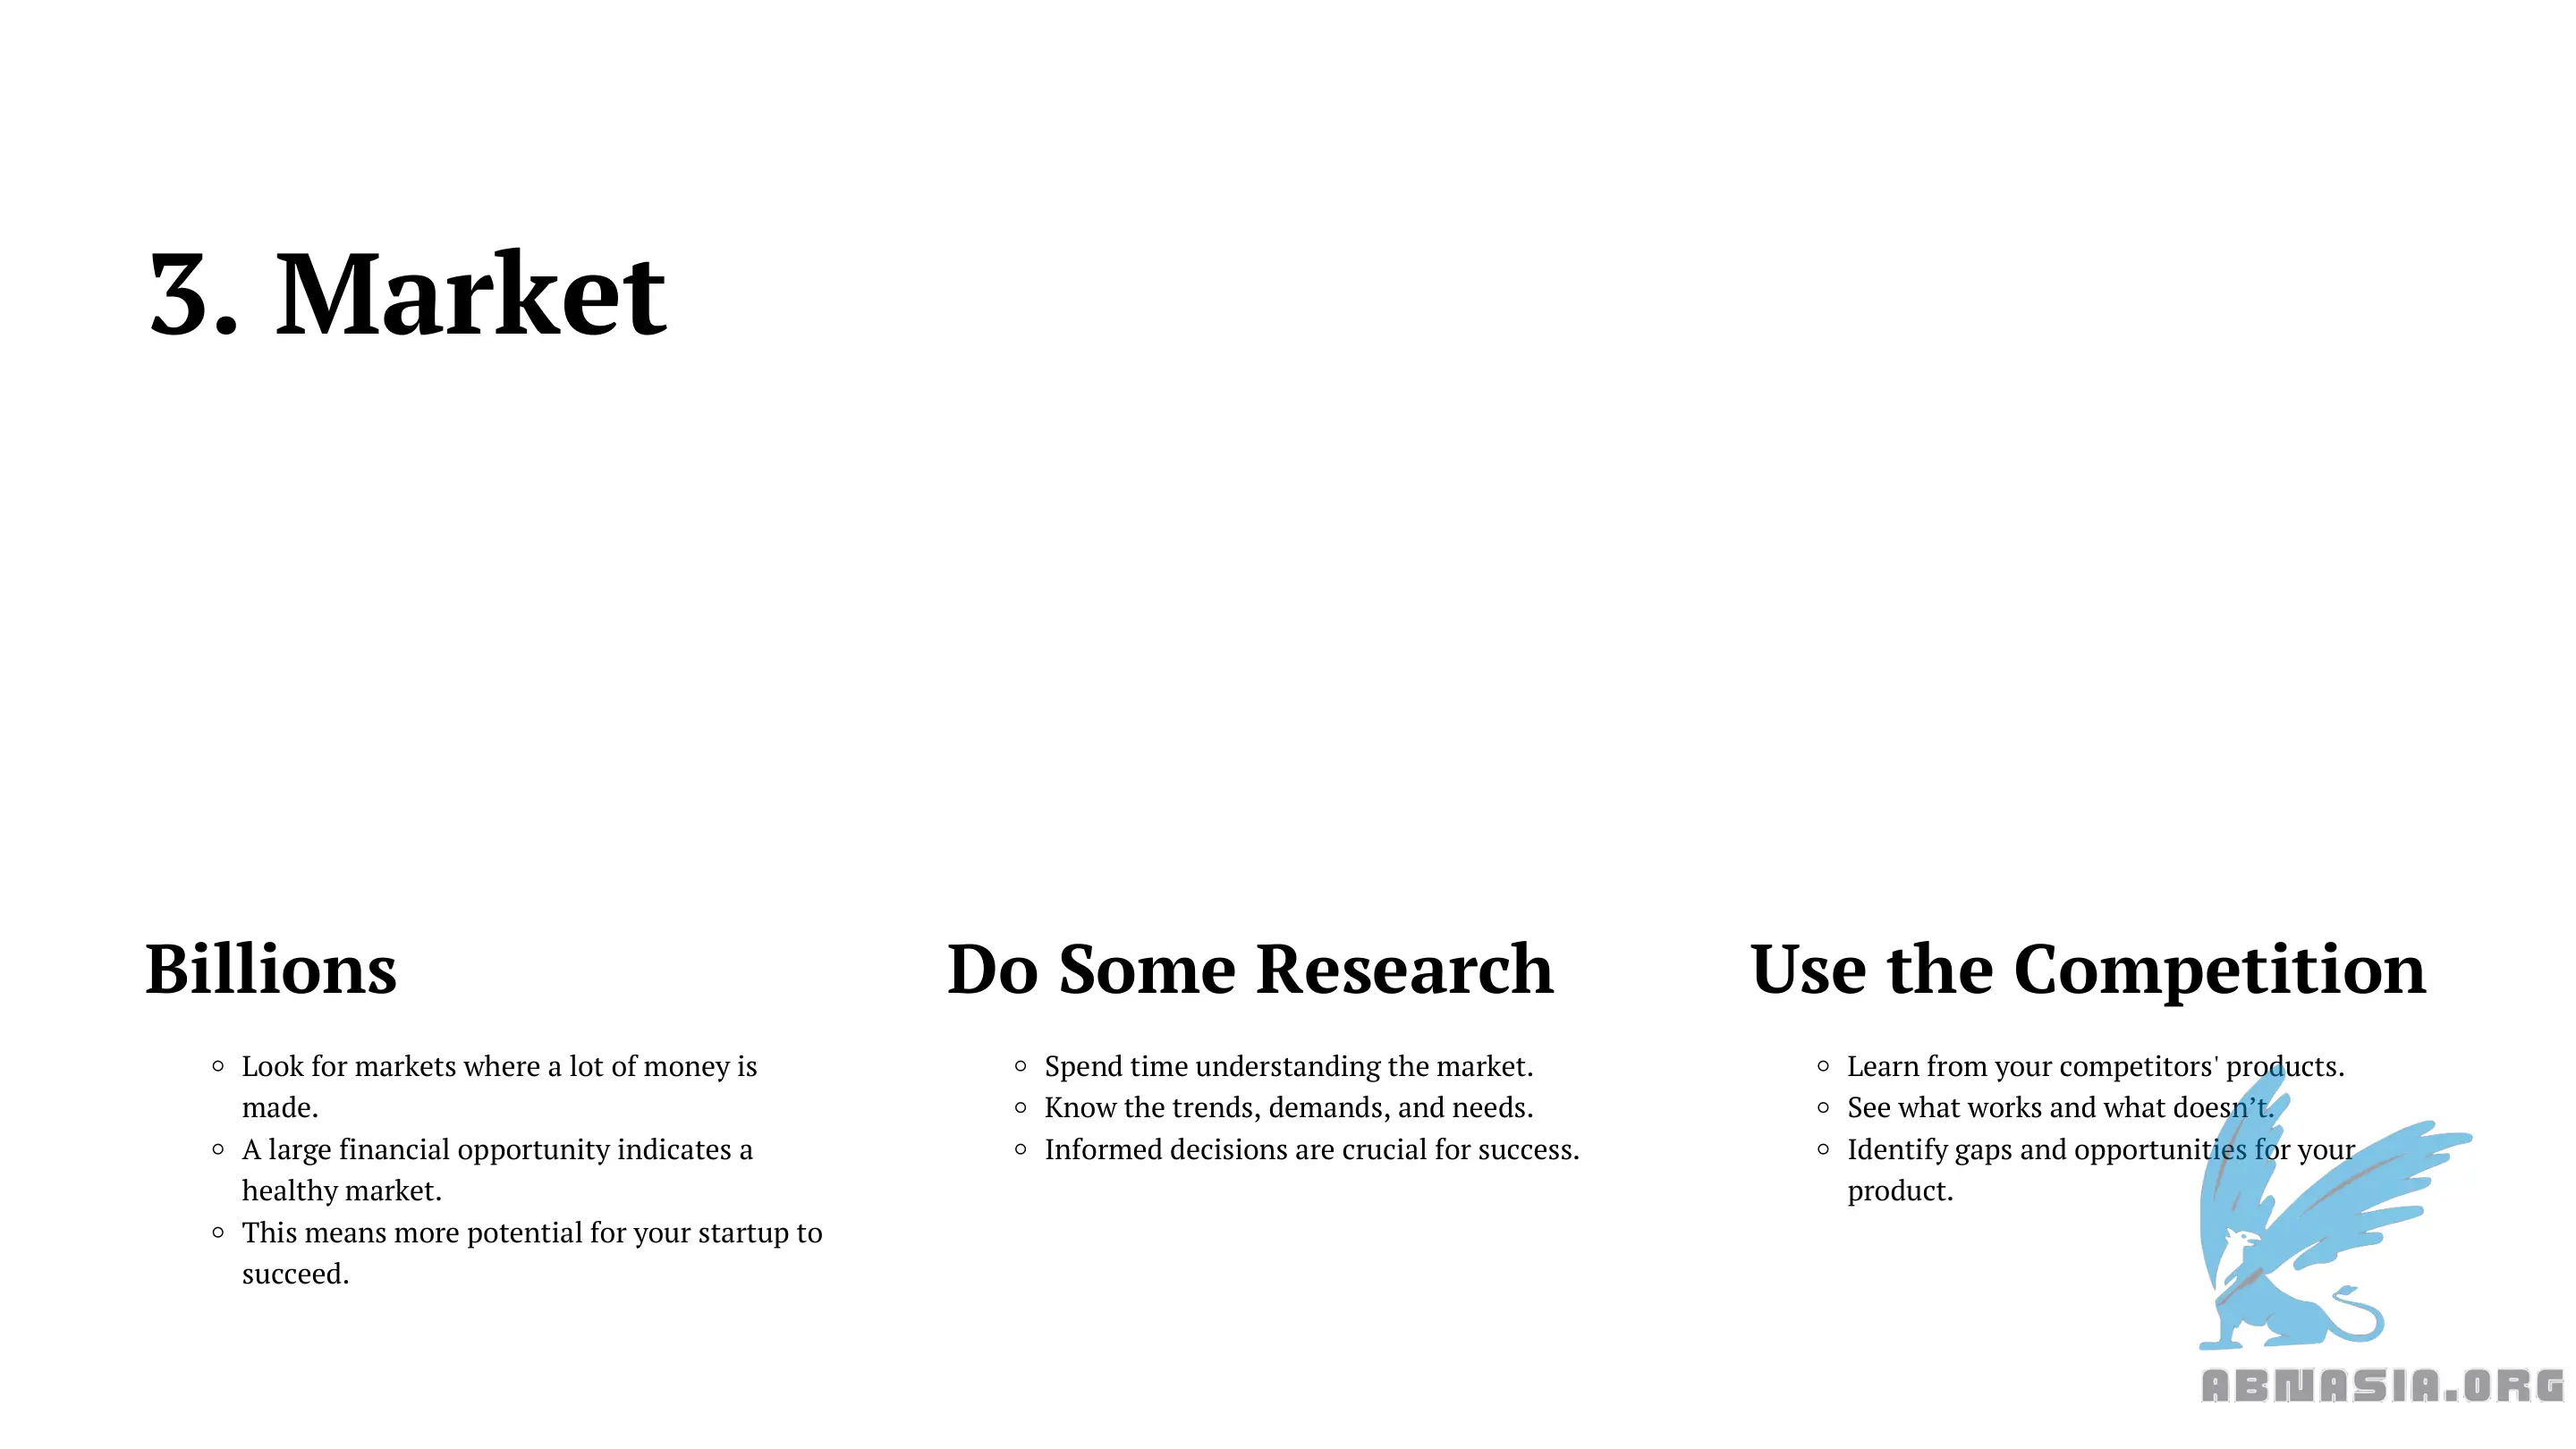 3. Market
Billions
◦ Look for markets where a lot of money is
made.
◦ A large financial opportunity indicates a
healthy market.
◦ This means more potential for your startup to
succeed.
Do Some Research
◦ Spend time understanding the market.
◦ Know the trends, demands, and needs.
◦ Informed decisions are crucial for success.
Use the Competition
◦ Learn from your competitors' products.
◦ See what works and what doesn’t.
◦ Identify gaps and opportunities for your
product.
ABNASIA.ORG